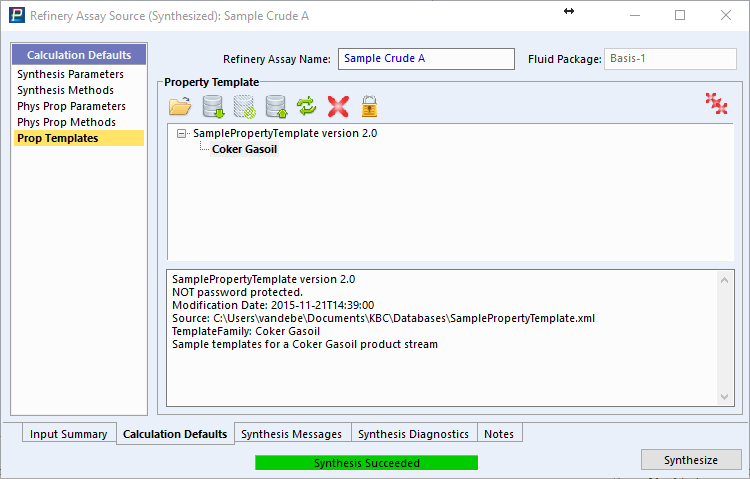 Refinery Assay Source (Synthesized): Sample Crude A
Calculation Defaults
Synthesis Parameters
Synthesis Methods
Phys Prop Parameters
Phys Prop Methods
Prop Templates
Refinery Assay Name: Sample Crude A Fluid Package: Basis-1
Property Template
SamplePropertyTemplate version 2.0
Coker Gasoil
SamplePropertyTemplate version 2.0
NOT password protected.
Modification Date: 2015-11-21T14:39:00
Source: C:\Users\vandebe\Documents\KBC\Databases\SamplePropertyTemplate.xml
TemplateFamily: Coker Gasoil
Sample templates for a Coker Gasoil product stream
Input Summary Calculation Defaults Synthesis Messages Synthesis Diagnostics Notes
Synthesis Succeeded Synthesize